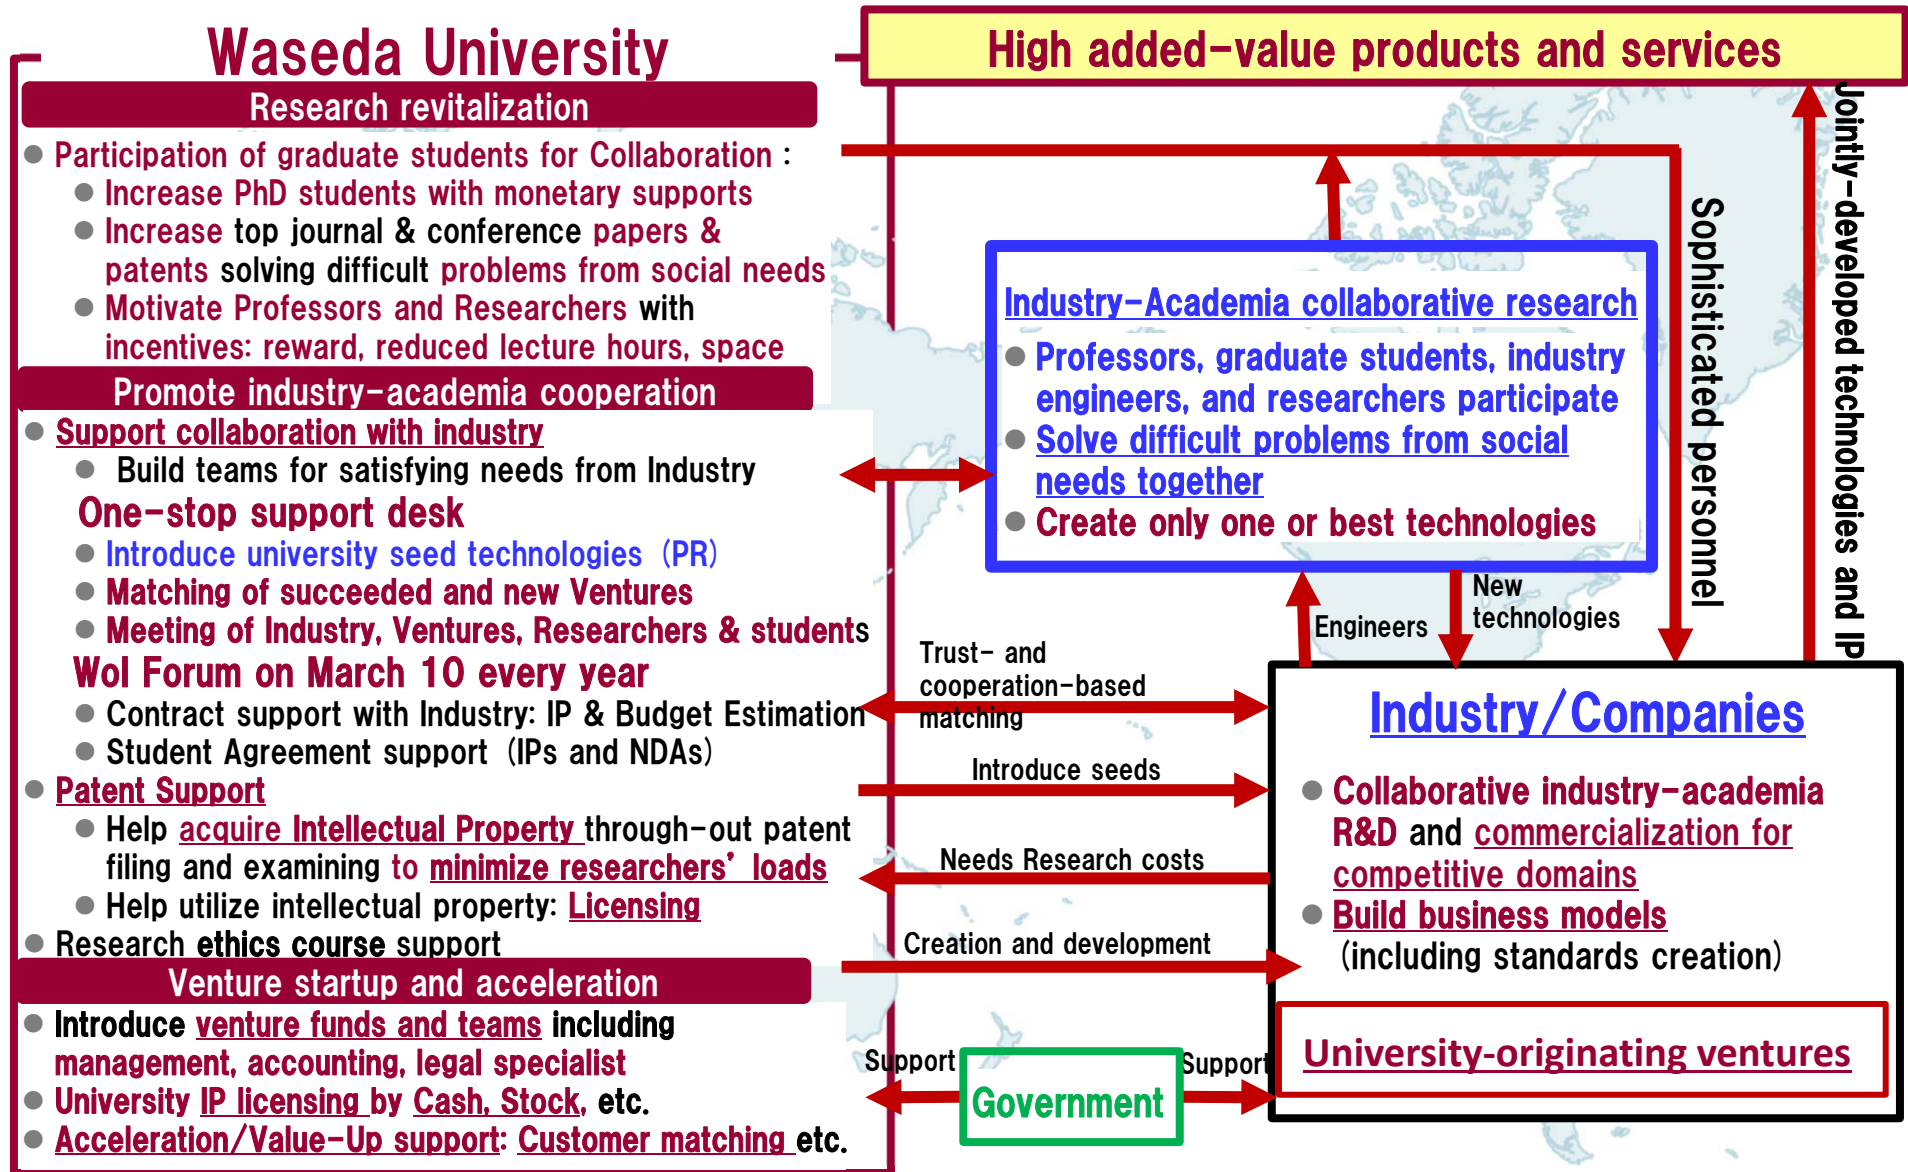 Waseda University
Research revitalization
Participation of graduate students for Collaboration :
Increase PhD students with monetary supports
Increase top journal & conference papers &
patents solving difficult problems from social needs
Motivate Professors and Researchers with
incentives: reward, reduced lecture hours, space
Promote industry-academia cooperation
Support collaboration with industry
Build teams for satisfying needs from Industry
One-stop support desk
Introduce university seed technologies (PR)
Matching of succeeded and new Ventures
Meeting of Industry, Ventures, Researchers & students
WoI Forum on March 10 every year
Contract support with Industry: IP & Budget Estimation
Student Agreement support (IPs and NDAs)
Patent Support
Help acquire Intellectual Property through-out patent
filing and examining to minimize researchers' loads
Help utilize intellectual property: Licensing
Research ethics course support
Venture startup and acceleration
Introduce venture funds and teams including
management, accounting, legal specialist
University IP licensing by Cash, Stock, etc.
Acceleration/Value-Up support: Customer matching etc.
High added-value products and services
Industry-Academia collaborative research
Professors, graduate students, industry
engineers, and researchers participate
Solve difficult problems from social
needs together
Create only one or best technologies
Sophisticated personnel
Jointly-developed technologies and IP
Engineers
New
technologies
Trust- and
cooperation-based
matching
Introduce seeds
Needs Research costs
Creation and development
Support
Government
Support
Industry/Companies
Collaborative industry-academia
R&D and commercialization for
competitive domains
Build business models
(including standards creation)
University-originating ventures